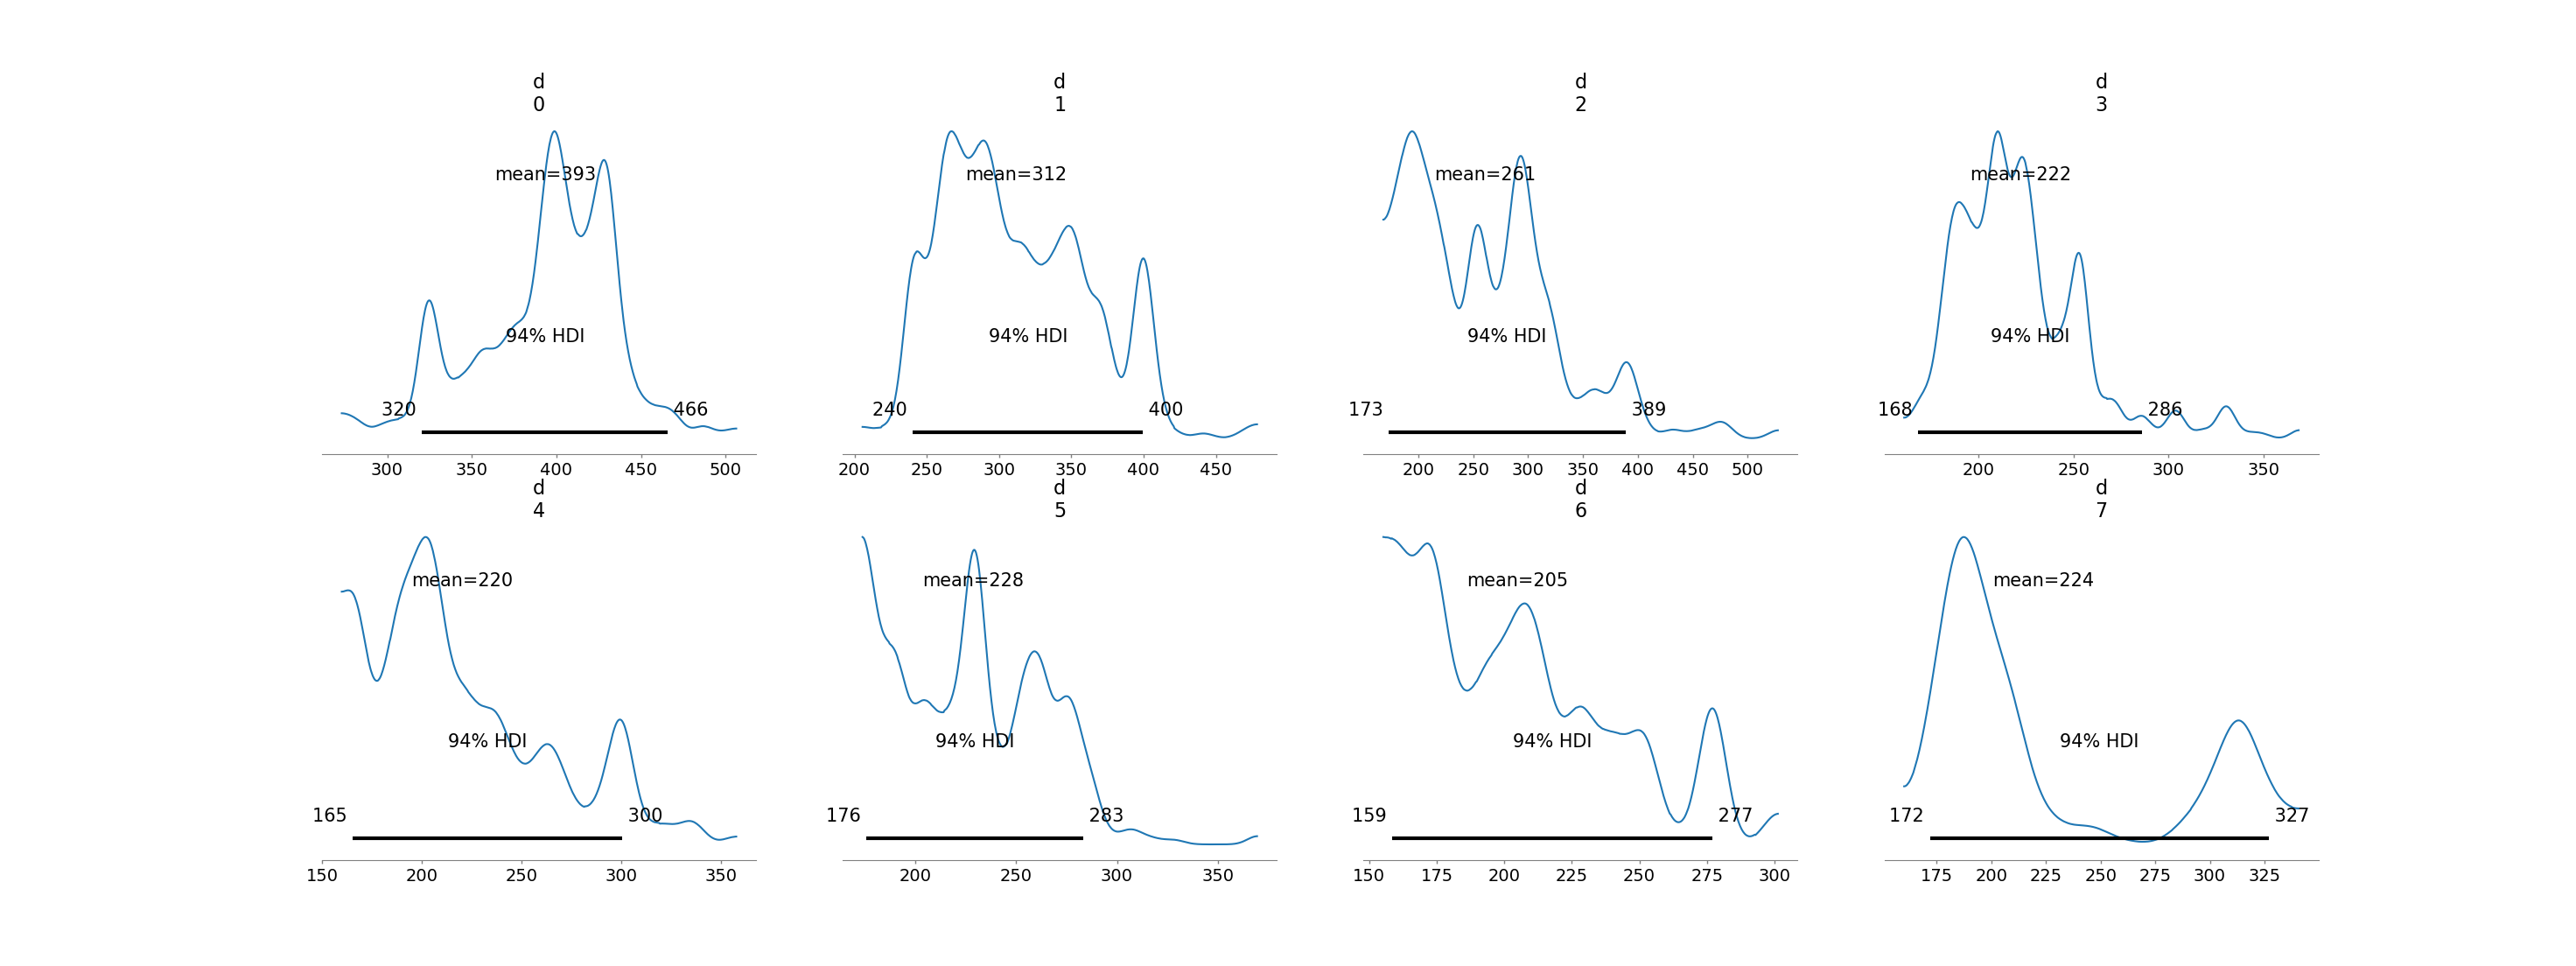 d
0
mean=393
94% HDI
320 466
300 350 400 450 500
d
1
mean=312
94% HDI
240 400
200 250 300 350 400 450
d
2
mean=261
94% HDI
173 389
200 250 300 350 400 450 500
d
3
mean=222
94% HDI
168 286
200 250 300 350
d
4
mean=220
94% HDI
165 300
150 200 250 300 350
d
5
mean=228
94% HDI
176 283
200 250 300 350
d
6
mean=205
94% HDI
159 277
150 175 200 225 250 275 300
d
7
mean=224
94% HDI
172 327
175 200 225 250 275 300 325